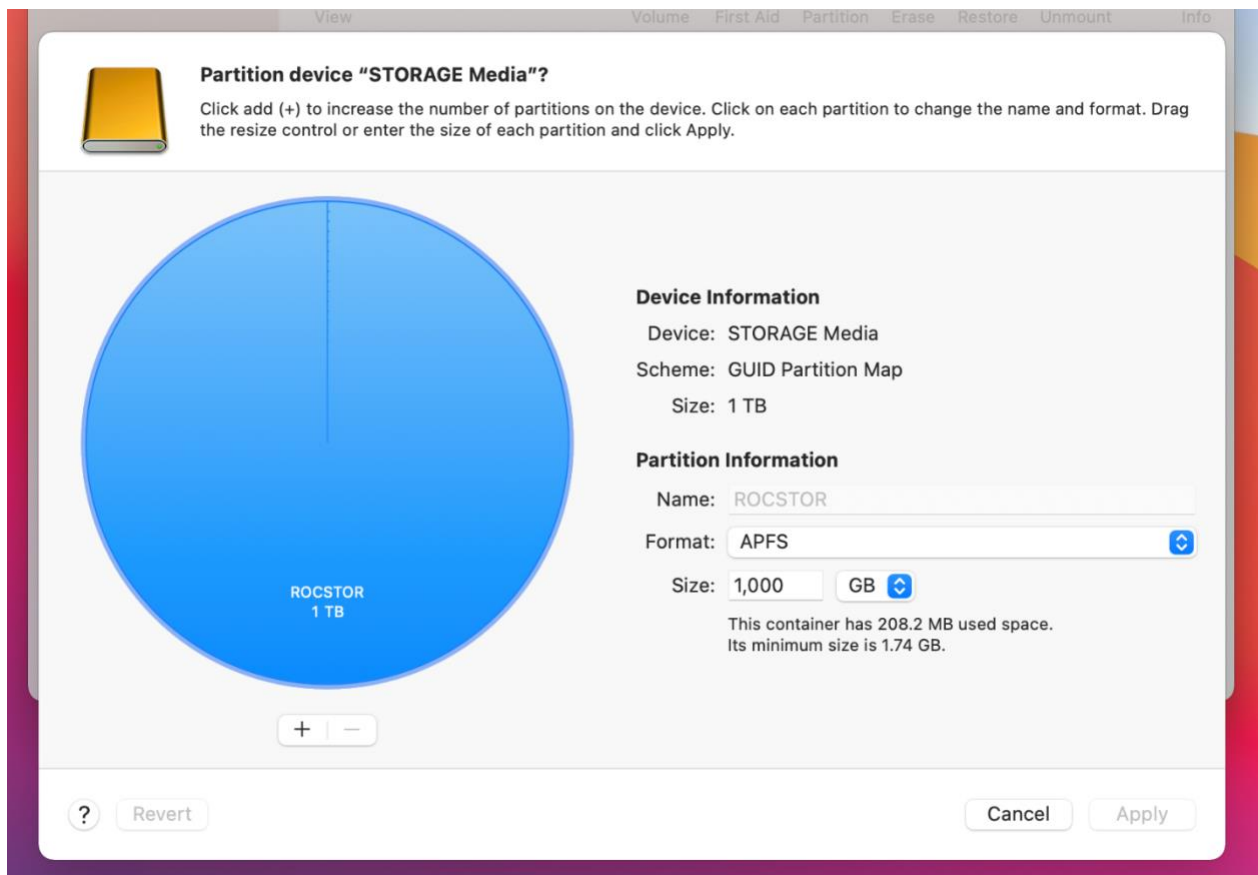 View Volume First Aid Partition Erase Restore Unmount Info
Partition device “STORAGE Media”?
Click add (+) to increase the number of partitions on the device. Click on each partition to change the name and format. Drag
the resize control or enter the size of each partition and click Apply.
ROCSTOR
1 TB
+ −
Device Information
Device: STORAGE Media
Scheme: GUID Partition Map
Size: 1 TB
Partition Information
Name: ROCSTOR
Format: APFS
Size: 1,000 GB
This container has 208.2 MB used space.
Its minimum size is 1.74 GB.
? Revert Cancel Apply